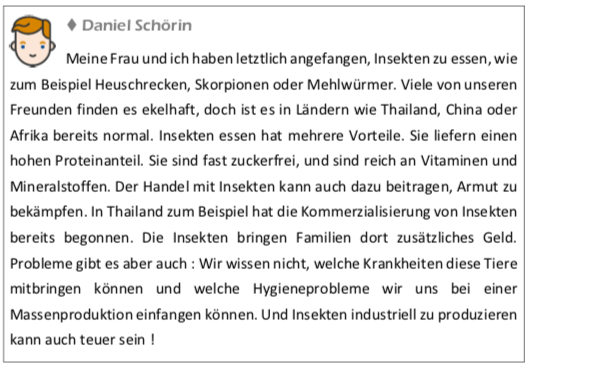 ♦ Daniel Schörin
Meine Frau und ich haben letztlich angefangen, Insekten zu essen, wie
zum Beispiel Heuschrecken, Skorpionen oder Mehlwürmer. Viele von unseren
Freunden finden es ekelhaft, doch ist es in Ländern wie Thailand, China oder
Afrika bereits normal. Insekten essen hat mehrere Vorteile. Sie liefern einen
hohen Proteinanteil. Sie sind fast zuckerfrei, und sind reich an Vitaminen und
Mineralstoffen. Der Handel mit Insekten kann auch dazu beitragen, Armut zu
bekämpfen. In Thailand zum Beispiel hat die Kommerzialisierung von Insekten
bereits begonnen. Die Insekten bringen Familien dort zusätzliches Geld.
Probleme gibt es aber auch : Wir wissen nicht, welche Krankheiten diese Tiere
mitbringen können und welche Hygieneprobleme wir uns bei einer
Massenproduktion einfangen können. Und Insekten industriell zu produzieren
kann auch teuer sein !